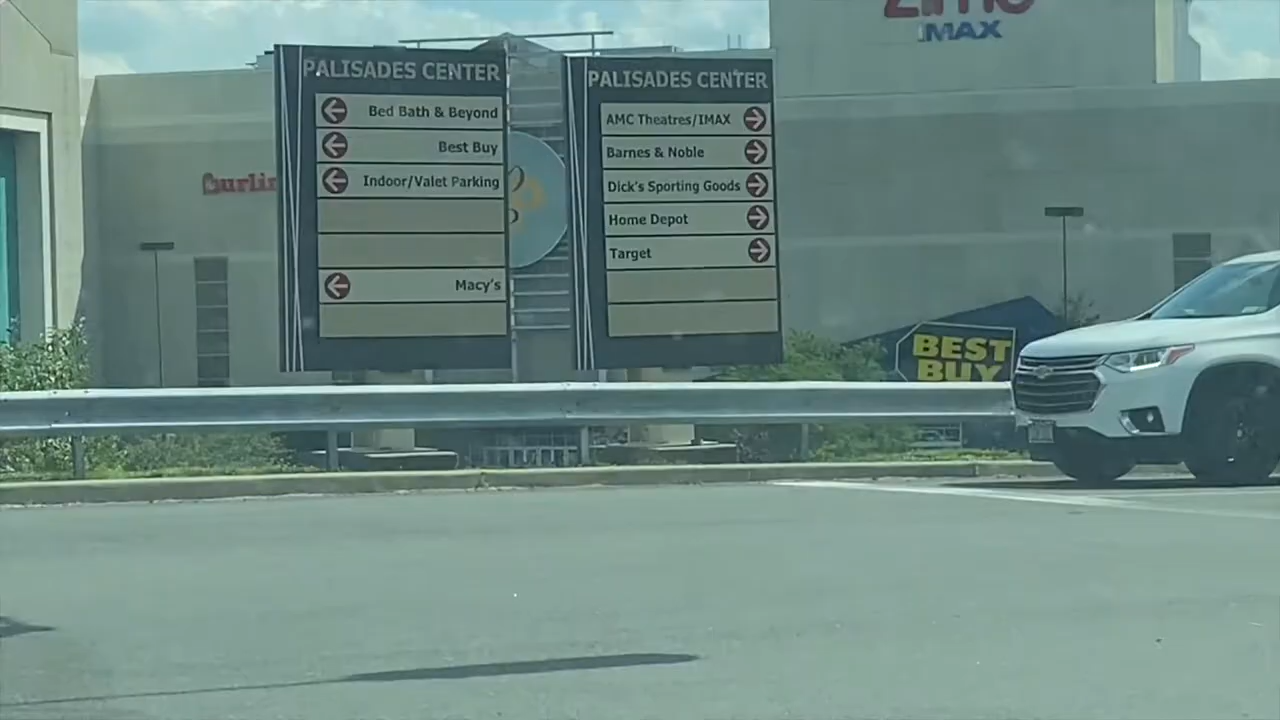 IMAX
PALISADES CENTER
Bed Bath & Beyond
Best Buy
Indoor/Valet Parking
Macy's
PALISADES CENTER
AMC Theatres/IMAX
Barnes & Noble
Dick's Sporting Goods
Home Depot
Target
BEST
BUY